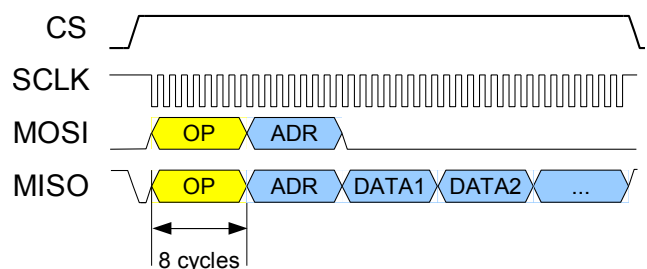 CS
SCLK
MOSI OP ADR
MISO OP ADR DATA1 DATA2 ...
8 cycles